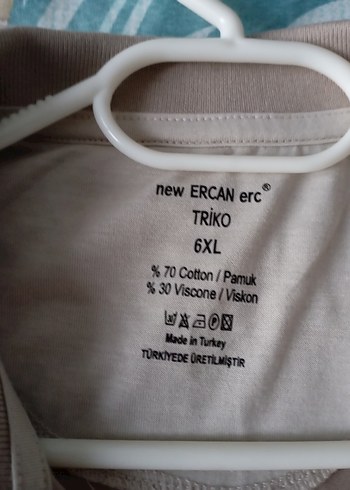 new ERCAN erc®
TRİKO
6XL
% 70 Cotton / Pamuk
% 30 Viscone / Viskon
Made in Turkey
TÜRKİYEDE ÜRETİLMİŞTİR